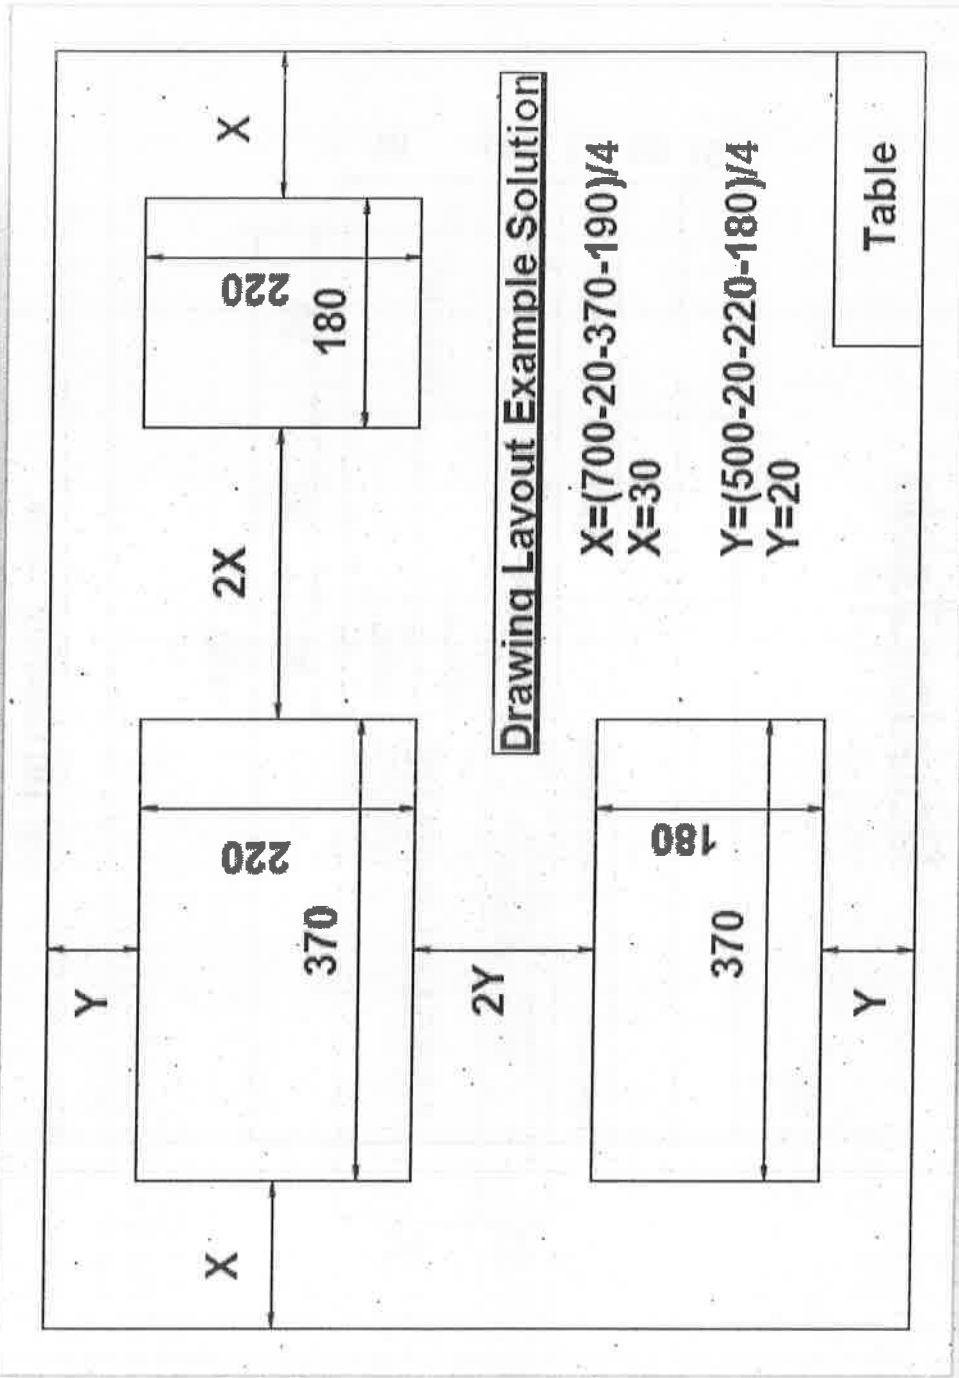 X
2X
X
Y
220
370
220
180
Drawing Layout Example Solution
2Y
X=(700-20-370-190)/4
X=30
180
370
Y=(500-20-220-180)/4
Y=20
Y
Table